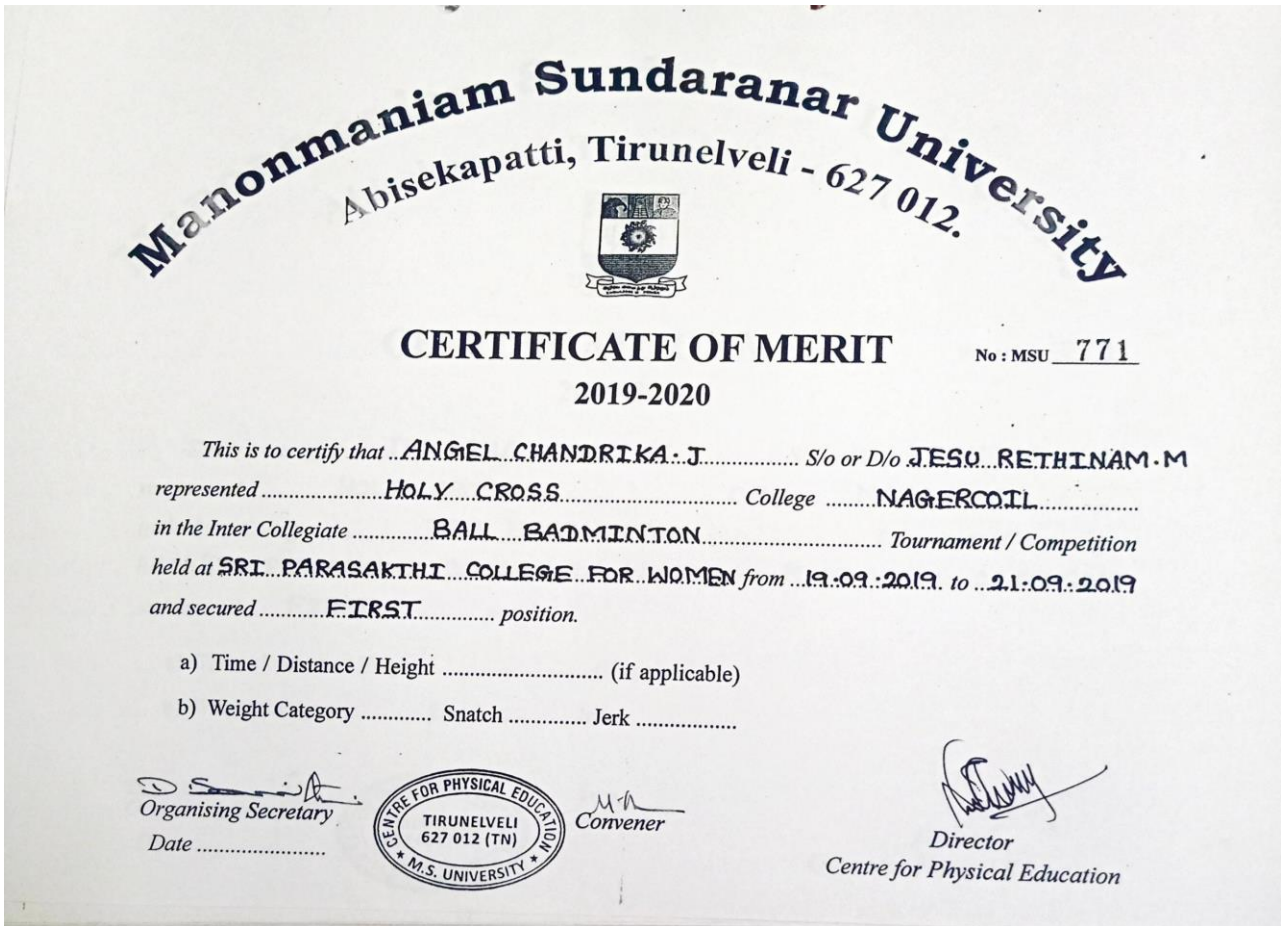 Manonmaniam Sundaranar University
Abisekapatti, Tirunelveli - 627 012.
CERTIFICATE OF MERIT
No : MSU 771
2019-2020
This is to certify that ..ANGEL...CHANDRIKA.J................ S/o or D/o JESU...RETHINAM.M
represented ....................HOLY....CROSS............................ College .........NAGERCOIL.................
in the Inter Collegiate .............BALL....BADMINTON............................... Tournament / Competition
held at SRI...PARASAKTHI....COLLEGE...FOR..WOMEN from ...19.:09.:2019. to ...21.:09.:2019
and secured ...........FIRST.............. position.
a) Time / Distance / Height ............................ (if applicable)
b) Weight Category ............. Snatch .............. Jerk ..................
Organising Secretary
Date .......................
CENTRE FOR PHYSICAL EDUCATION
TIRUNELVELI
627 012 (TN)
* M.S. UNIVERSITY *
Convener
Director
Centre for Physical Education